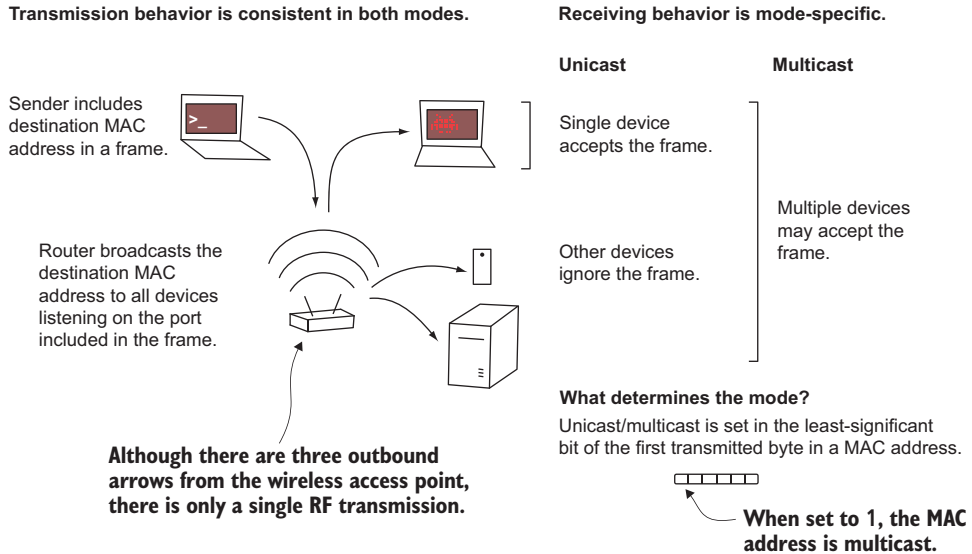 Transmission behavior is consistent in both modes.
Receiving behavior is mode-specific.
Unicast
Multicast
Sender includes
destination MAC
address in a frame.
>_
Single device
accepts the frame.
Router broadcasts the
destination MAC
address to all devices
listening on the port
included in the frame.
Other devices
ignore the frame.
Multiple devices
may accept the
frame.
Although there are three outbound
arrows from the wireless access point,
there is only a single RF transmission.
What determines the mode?
Unicast/multicast is set in the least-significant
bit of the first transmitted byte in a MAC address.
When set to 1, the MAC
address is multicast.